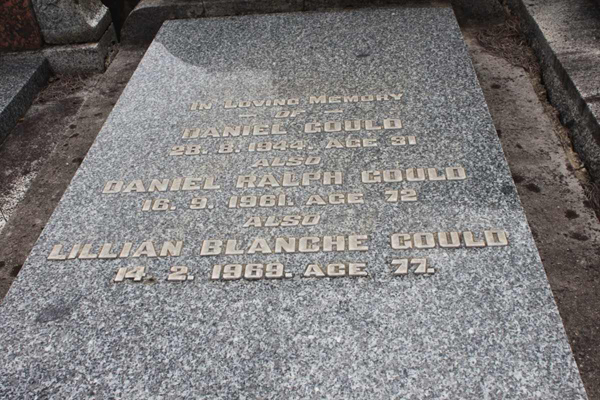 IN LOVING MEMORY
— OF —
DANIEL GOULD
28. 8. 1944. AGE 31
ALSO
DANIEL RALPH GOULD
16. 9. 1961. AGE 72
ALSO
LILLIAN BLANCHE GOULD
14. 2. 1969. AGE 77.